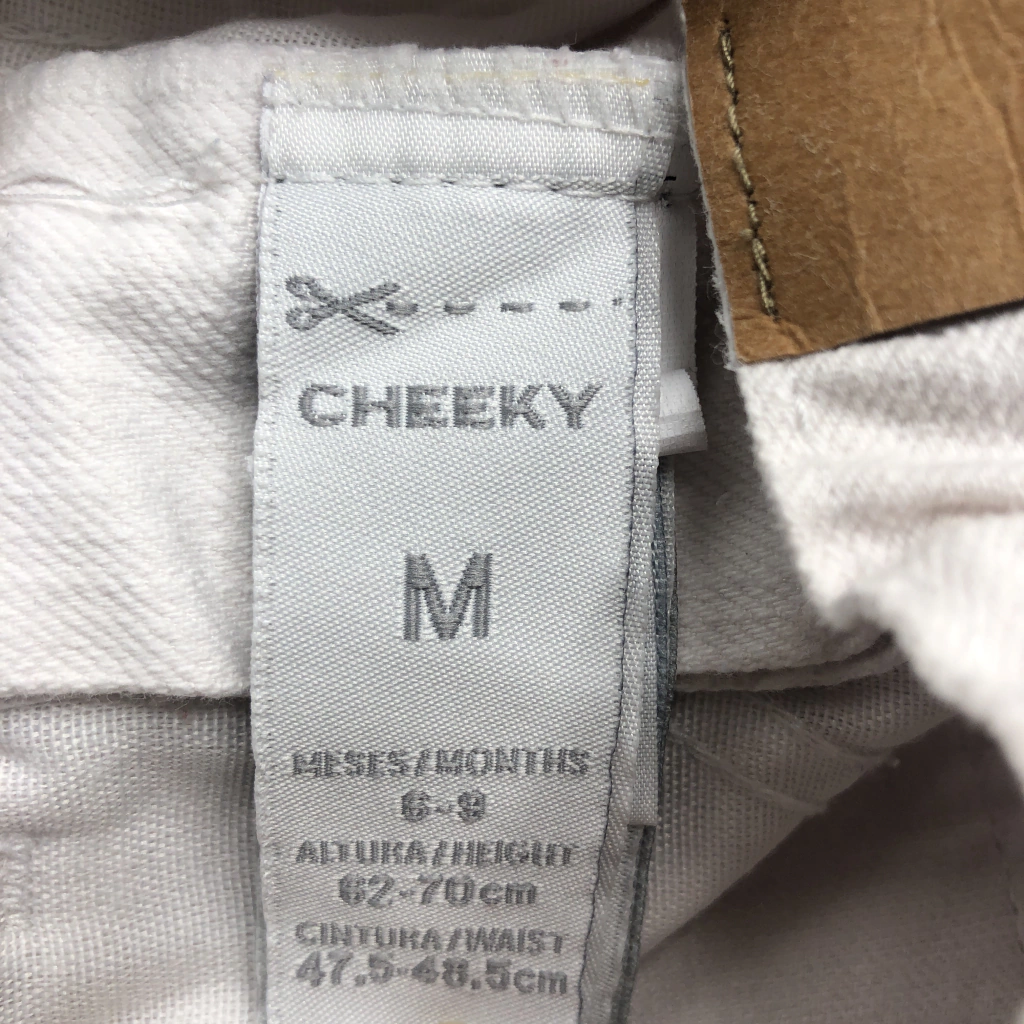 CHEEKY
M
MESES/MONTHS
6-9
ALTURA/HEIGHT
62-70cm
CINTURA/WAIST
47.5-48.5cm